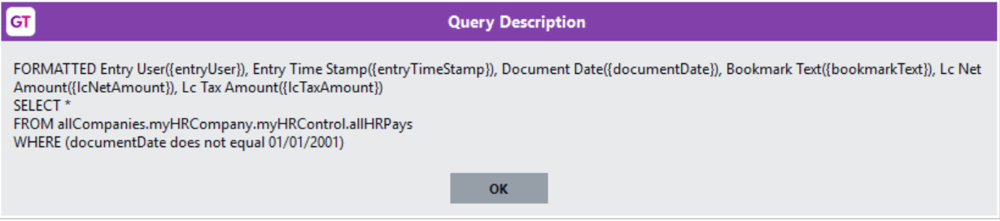 GT
Query Description
FORMATTED Entry User({entryUser}), Entry Time Stamp({entryTimeStamp}), Document Date({documentDate}), Bookmark Text({bookmarkText}), Lc Net
Amount({lcNetAmount}), Lc Tax Amount({lcTaxAmount})
SELECT *
FROM allCompanies.myHRCompany.myHRControl.allHRPays
WHERE (documentDate does not equal 01/01/2001)
OK